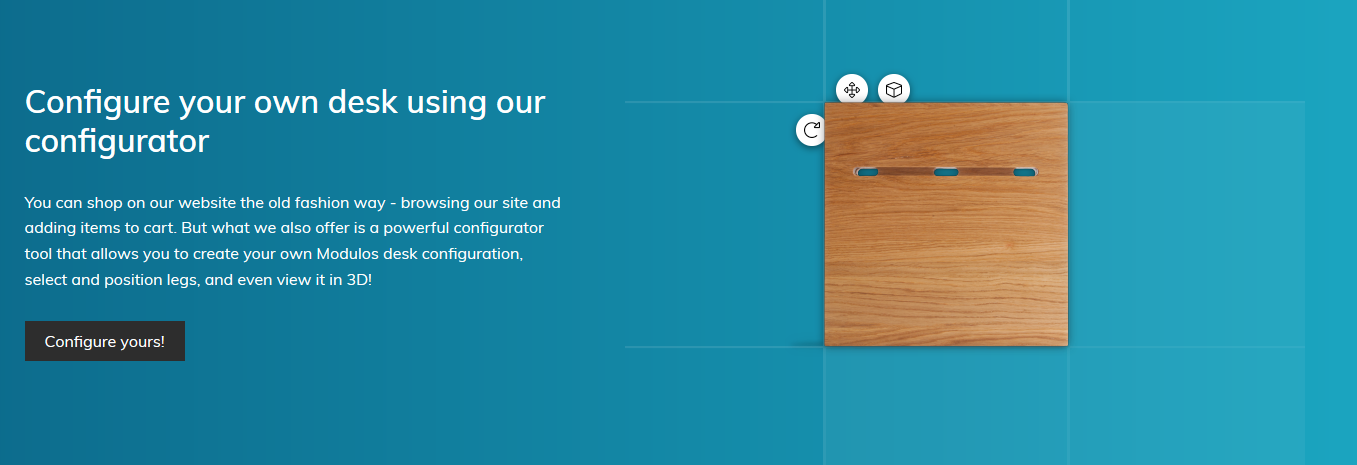 Configure your own desk using our
configurator
You can shop on our website the old fashion way - browsing our site and
adding items to cart. But what we also offer is a powerful configurator
tool that allows you to create your own Modulos desk configuration,
select and position legs, and even view it in 3D!
Configure yours!